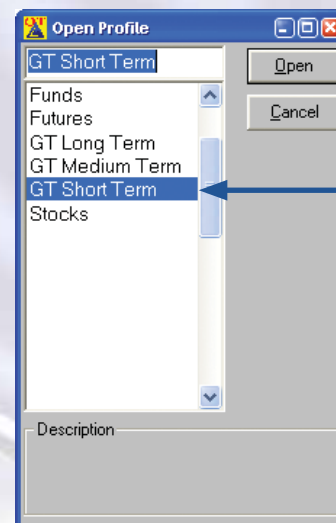 Open Profile
GT Short Term
Open
Cancel
Funds
Futures
GT Long Term
GT Medium Term
GT Short Term
Stocks
Description